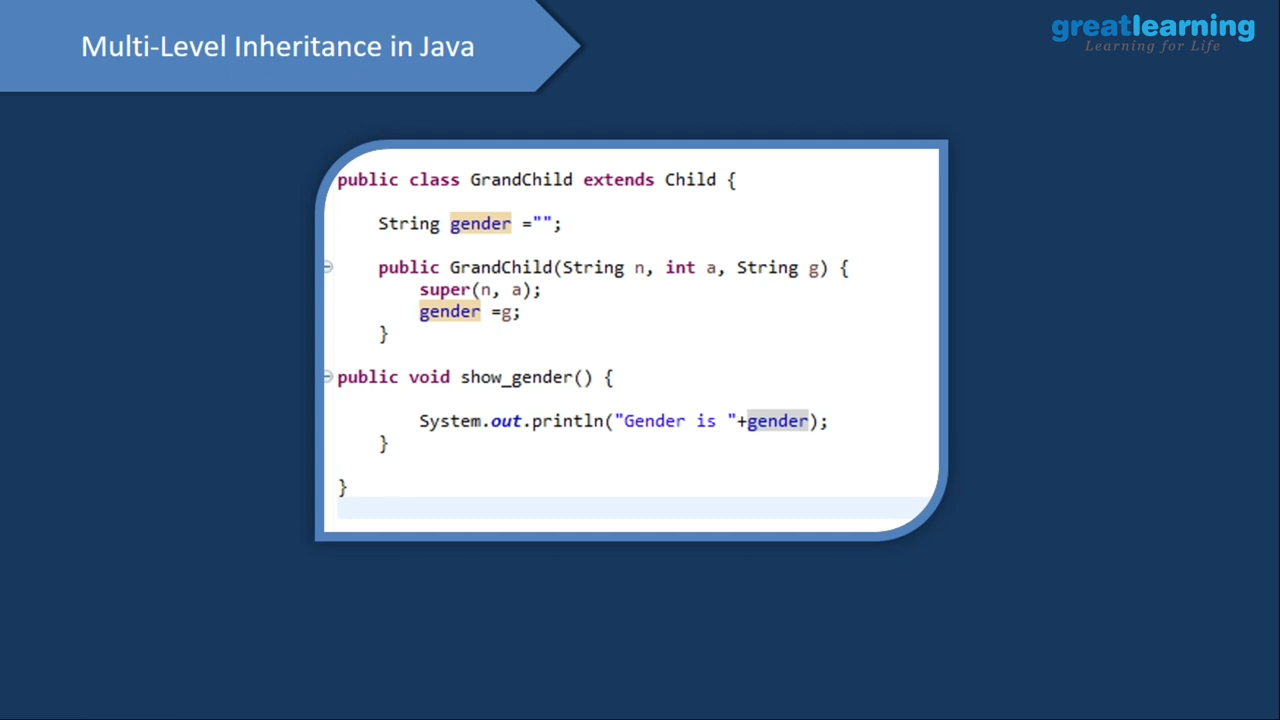 Multi-Level Inheritance in Java
greatlearning
Learning for Life
public class GrandChild extends Child {
String gender ="";
public GrandChild(String n, int a, String g) {
super(n, a);
gender =g;
}
public void show_gender() {
System.out.println("Gender is "+gender);
}
}